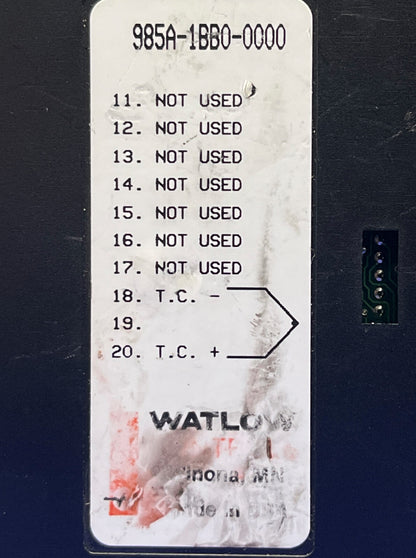 985A-1BB0-0000
11. NOT USED
12. NOT USED
13. NOT USED
14. NOT USED
15. NOT USED
16. NOT USED
17. NOT USED
18. T.C. -
19.
20. T.C. +
WATLOW
MN
in